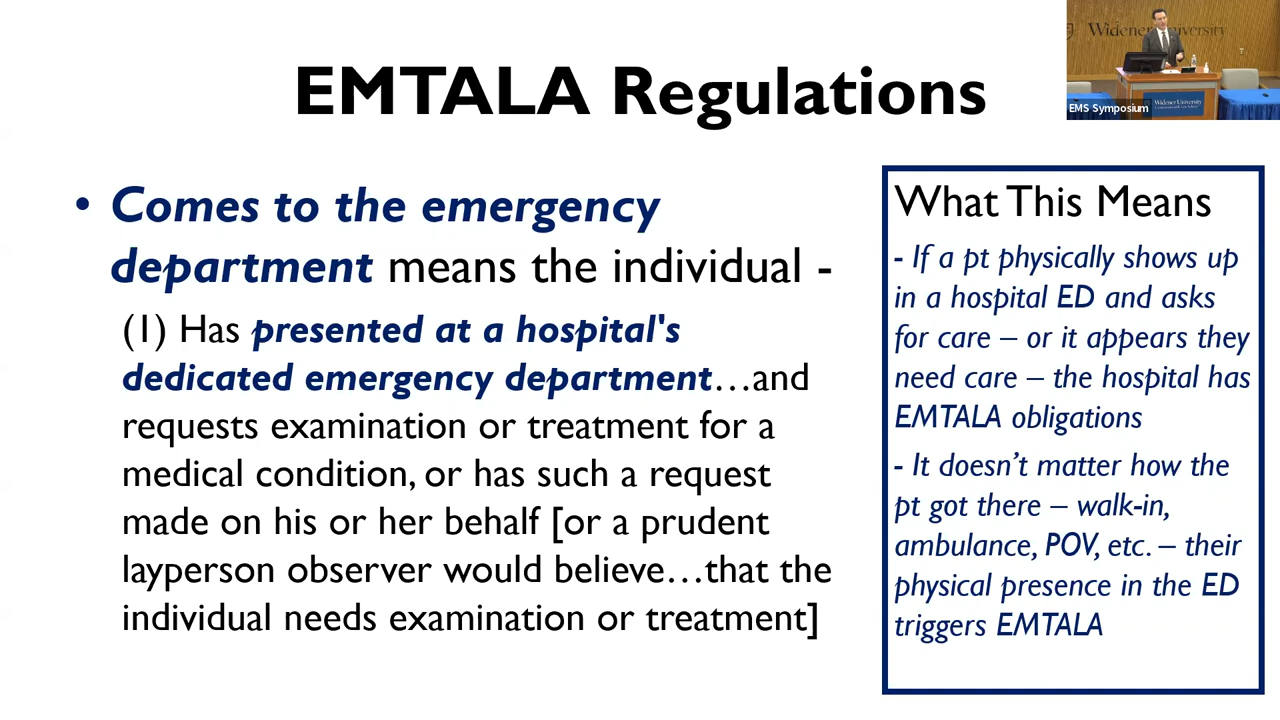 EMTALA Regulations
Widener University
EMS Symposium
Widener University
• Comes to the emergency
department means the individual -
(1) Has presented at a hospital's
dedicated emergency department…and
requests examination or treatment for a
medical condition, or has such a request
made on his or her behalf [or a prudent
layperson observer would believe…that the
individual needs examination or treatment]
What This Means
- If a pt physically shows up
in a hospital ED and asks
for care – or it appears they
need care – the hospital has
EMTALA obligations
- It doesn’t matter how the
pt got there – walk-in,
ambulance, POV, etc. – their
physical presence in the ED
triggers EMTALA